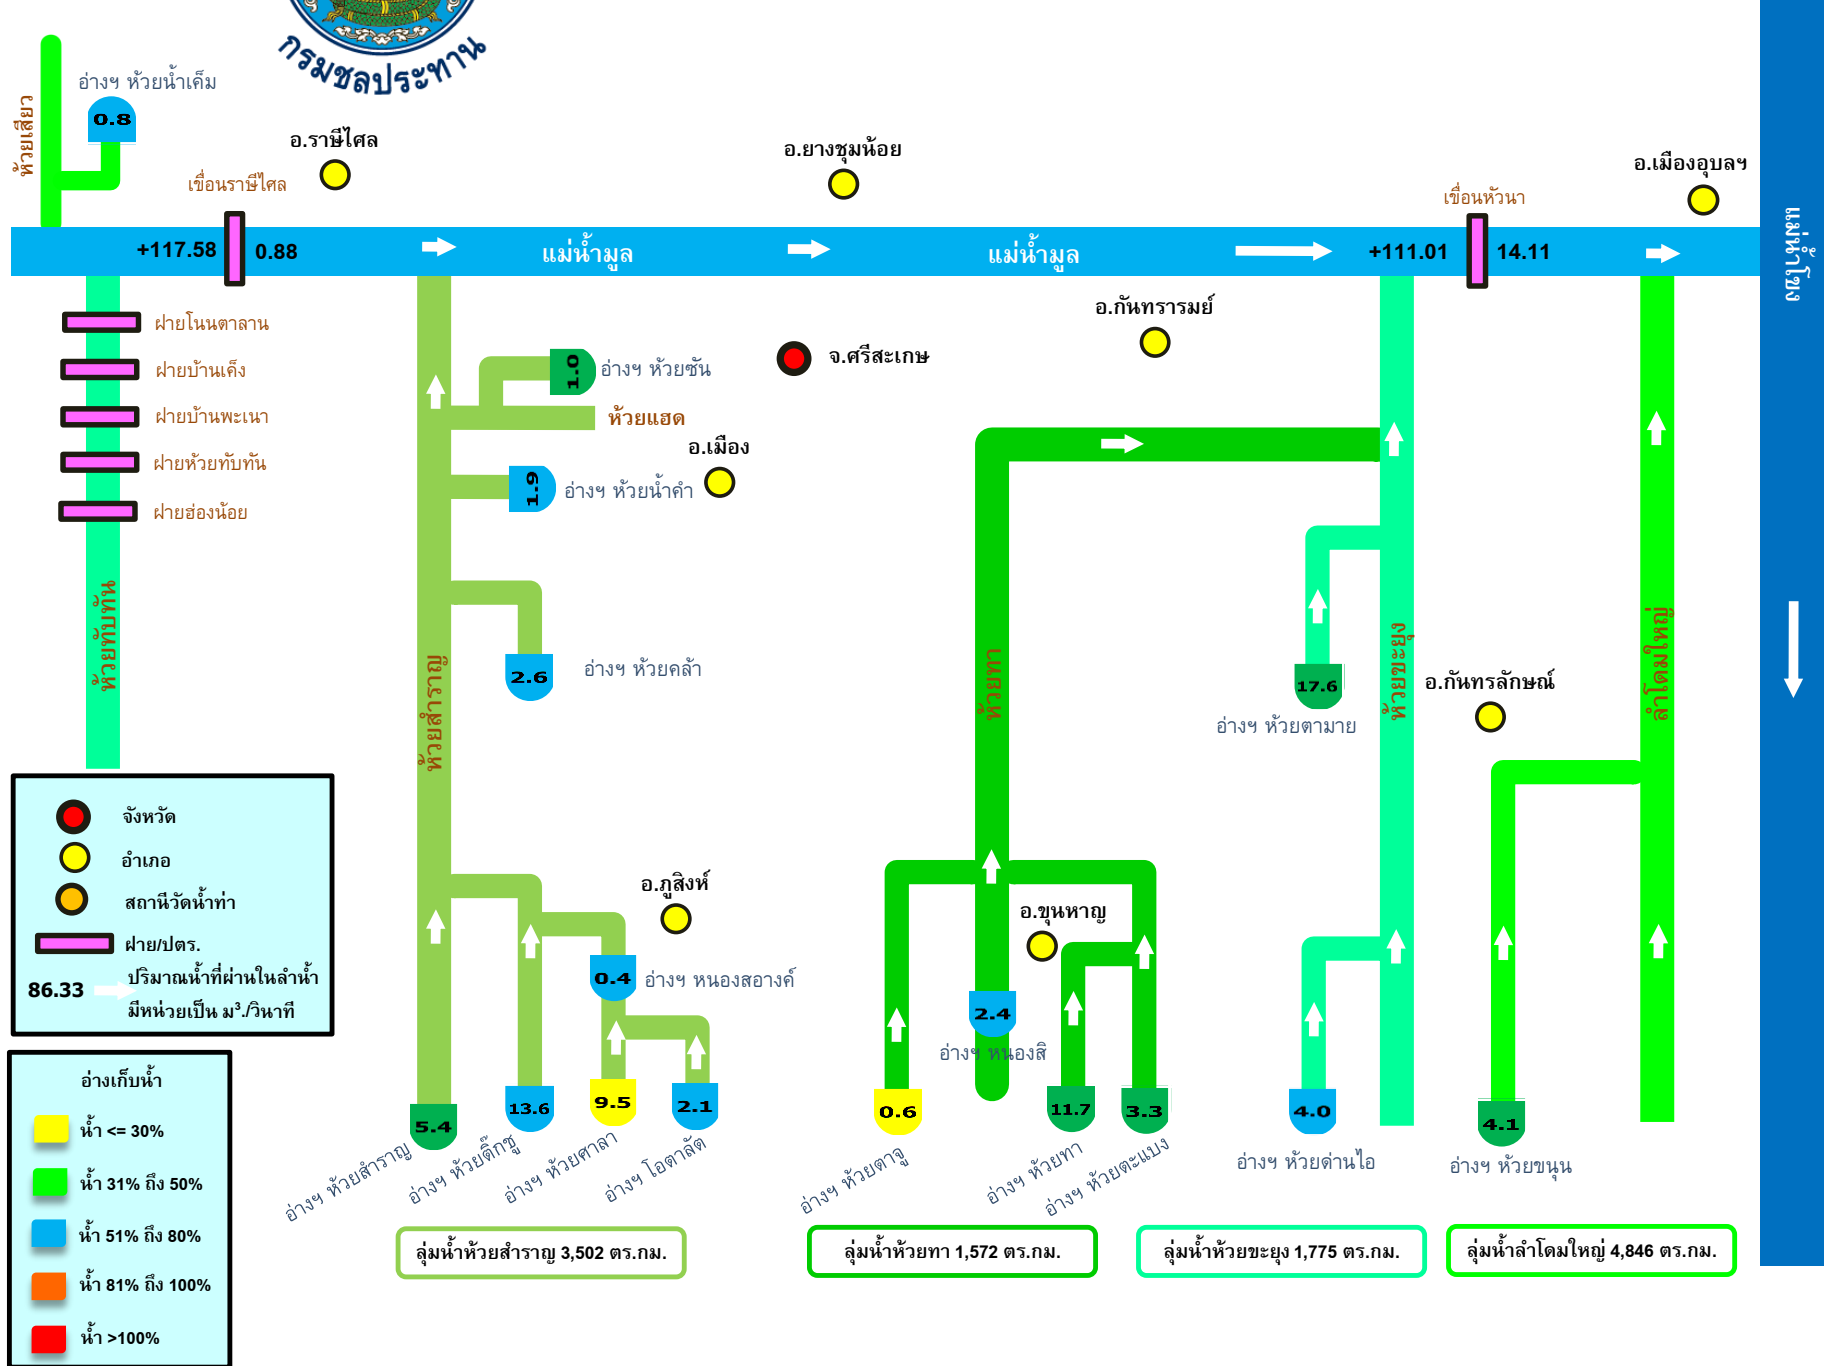 กรมชลประทาน
อ่างฯ ห้วยน้ำเค็ม
0.8
ห้วยเสียว
เขื่อนราษีไศล
อ.ราษีไศล
อ.ยางชุมน้อย
เขื่อนหัวนา
อ.เมืองอุบลฯ
+117.58
0.88
แม่น้ำมูล
แม่น้ำมูล
+111.01
14.11
แม่น้ำโขง
ฝายโนนตาลาน
ฝายบ้านเค็ง
ฝายบ้านพะเนา
ฝายห้วยทับทัน
ฝายฮ่องน้อย
ห้วยทับทัน
1.0
อ่างฯ ห้วยซัน
ห้วยแฮด
จ.ศรีสะเกษ
อ.กันทรารมย์
อ.เมือง
1.9
อ่างฯ ห้วยน้ำคำ
2.6
อ่างฯ ห้วยคล้า
ห้วยสำราญ
ห้วยทา
17.6
อ่างฯ ห้วยตามาย
ห้วยขะยุง
อ.กันทรลักษณ์
ลำโดมใหญ่
อ.ภูสิงห์
0.4
อ่างฯ หนองสอางค์
อ.ขุนหาญ
2.4
อ่างฯ หนองสิ
5.4
13.6
9.5
2.1
0.6
11.7
3.3
4.0
4.1
อ่างฯ ห้วยสำราญ
อ่างฯ ห้วยติ๊กชู
อ่างฯ ห้วยศาลา
อ่างฯ โอตาลัต
อ่างฯ ห้วยตาจู
อ่างฯ ห้วยทา
อ่างฯ ห้วยตะแบง
อ่างฯ ห้วยด่านไอ
อ่างฯ ห้วยขนุน
ลุ่มน้ำห้วยสำราญ 3,502 ตร.กม.
ลุ่มน้ำห้วยทา 1,572 ตร.กม.
ลุ่มน้ำห้วยขะยุง 1,775 ตร.กม.
ลุ่มน้ำลำโดมใหญ่ 4,846 ตร.กม.
จังหวัด
อำเภอ
สถานีวัดน้ำท่า
ฝาย/ปตร.
86.33
ปริมาณน้ำที่ผ่านในลำน้ำ
มีหน่วยเป็น ม³./วินาที
อ่างเก็บน้ำ
น้ำ <= 30%
น้ำ 31% ถึง 50%
น้ำ 51% ถึง 80%
น้ำ 81% ถึง 100%
น้ำ >100%